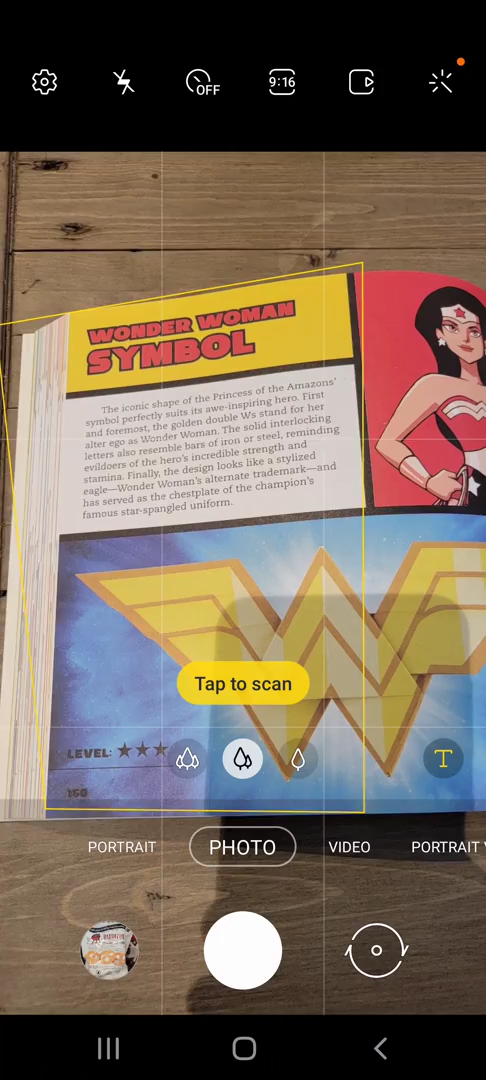 OFF
9:16
WONDER WOMAN
SYMBOL
The iconic shape of the Princess of the Amazons'
symbol perfectly suits its awe-inspiring hero. First
and foremost, the golden double Ws stand for her
alter ego as Wonder Woman. The solid interlocking
letters also resemble bars of iron or steel, reminding
evildoers of the hero's incredible strength and
stamina. Finally, the design looks like a stylized
eagle—Wonder Woman's alternate trademark—and
has served as the chestplate of the champion's
famous star-spangled uniform.
Tap to scan
LEVEL: ★★★
T
160
PORTRAIT
PHOTO
VIDEO
PORTRAIT V